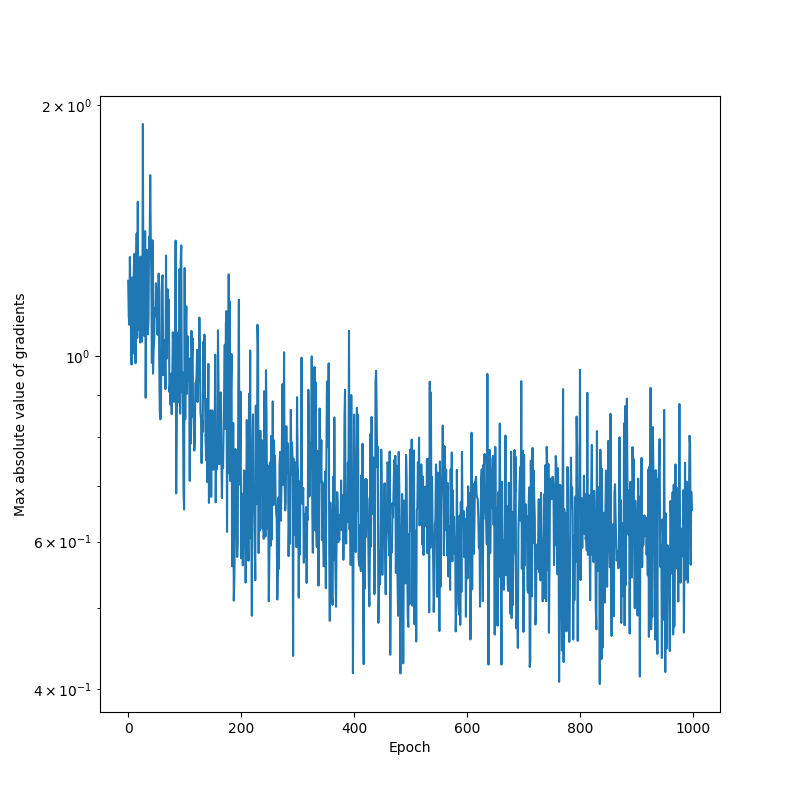 Max absolute value of gradients
2 × 10⁰
10⁰
6 × 10⁻¹
4 × 10⁻¹
0 200 400 600 800 1000
Epoch